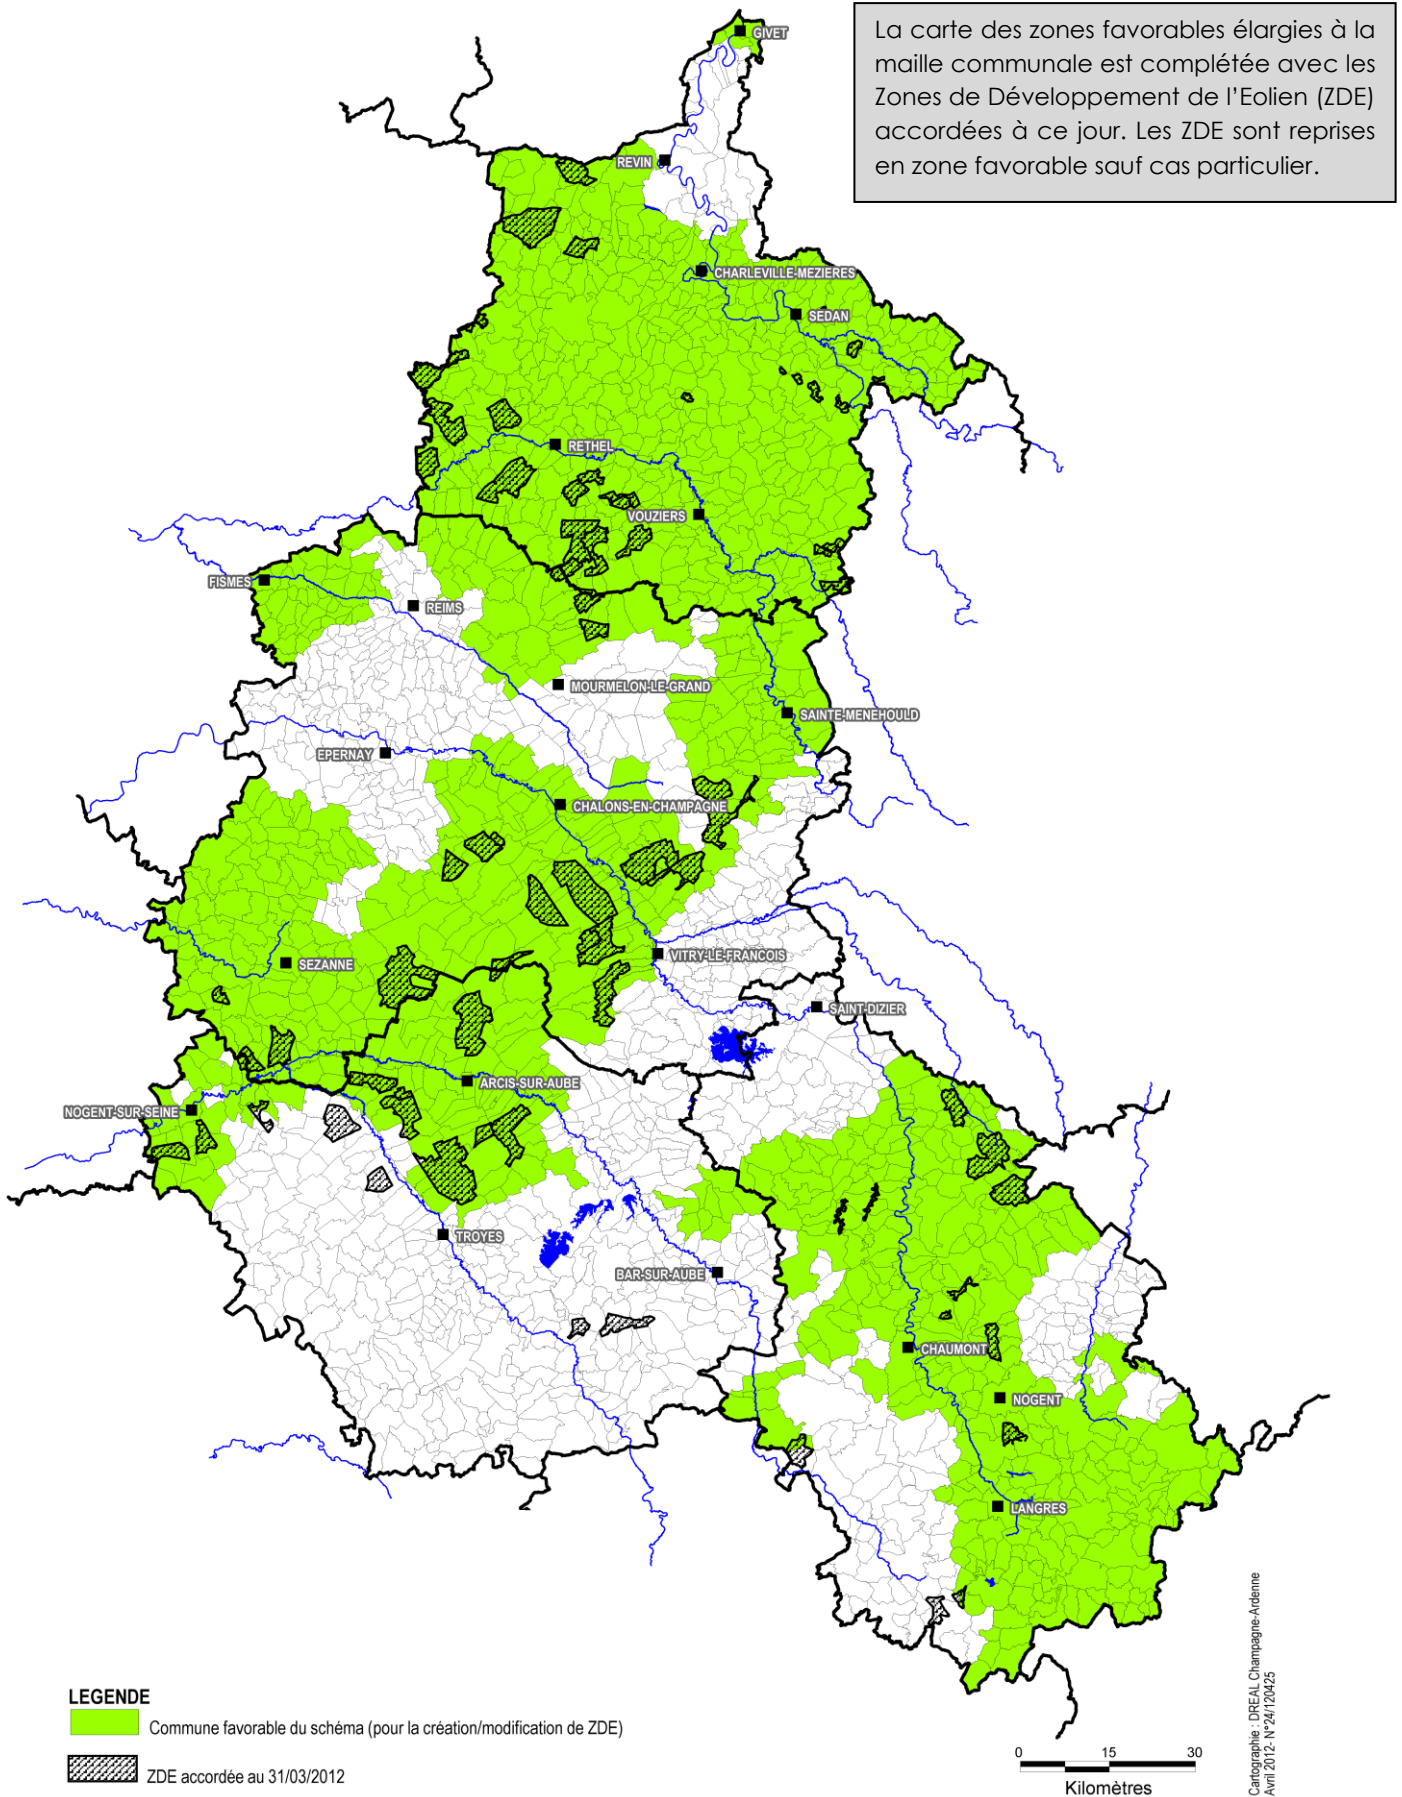 La carte des zones favorables élargies à la
maille communale est complétée avec les
Zones de Développement de l'Eolien (ZDE)
accordées à ce jour. Les ZDE sont reprises
en zone favorable sauf cas particulier.
GIVET
REVIN
CHARLEVILLE-MEZIERES
SEDAN
RETHEL
VOUZIERS
FISMES
REIMS
MOURMELON-LE-GRAND
SAINTE-MENEHOULD
EPERNAY
CHALONS-EN-CHAMPAGNE
VITRY-LE-FRANCOIS
SEZANNE
SAINT-DIZIER
ARCIS-SUR-AUBE
NOGENT-SUR-SEINE
TROYES
BAR-SUR-AUBE
CHAUMONT
NOGENT
LANGRES
LEGENDE
Commune favorable du schéma (pour la création/modification de ZDE)
ZDE accordée au 31/03/2012
0 15 30
Kilomètres
Cartographie : DREAL Champagne-Ardenne
Avril 2012- N°24/120425